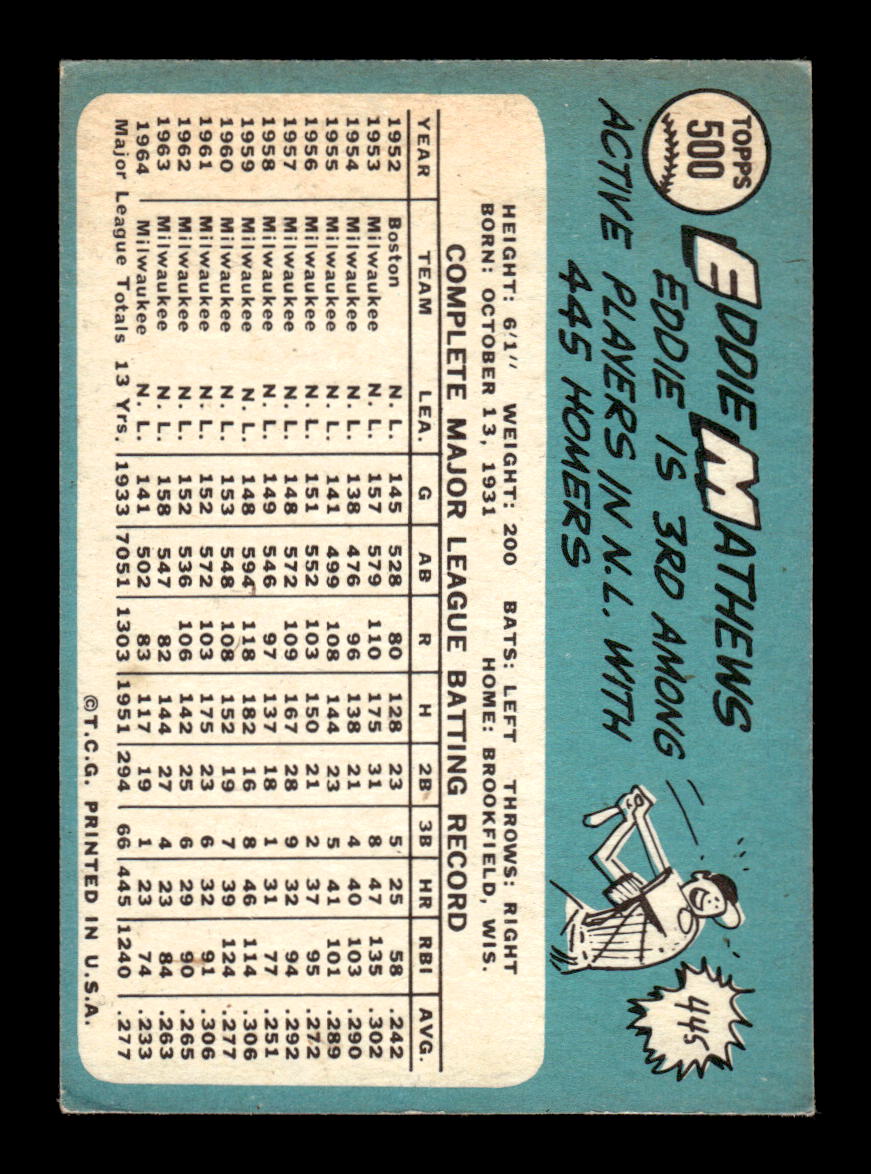 TOPPS
500
EDDIE MATHEWS
EDDIE IS 3RD AMONG
ACTIVE PLAYERS IN N.L. WITH
445 HOMERS
445
HEIGHT: 6'1" WEIGHT: 200 BATS: LEFT THROWS: RIGHT
BORN: OCTOBER 13, 1931 HOME: BROOKFIELD, WIS.
COMPLETE MAJOR LEAGUE BATTING RECORD
YEAR TEAM LEA. G AB R H 2B 3B HR RBI AVG.
1952 Boston N. L. 145 528 80 128 23 5 25 58 .242
1953 Milwaukee N. L. 157 579 110 175 31 8 47 135 .302
1954 Milwaukee N. L. 138 476 96 138 21 4 40 103 .290
1955 Milwaukee N. L. 141 499 108 144 23 5 41 101 .289
1956 Milwaukee N. L. 151 552 103 150 21 2 37 95 .272
1957 Milwaukee N. L. 148 572 109 167 28 9 32 94 .292
1958 Milwaukee N. L. 149 546 97 137 18 1 31 77 .251
1959 Milwaukee N. L. 148 594 118 182 16 8 46 114 .306
1960 Milwaukee N. L. 153 548 108 152 19 7 39 124 .277
1961 Milwaukee N. L. 152 572 103 175 23 6 32 91 .306
1962 Milwaukee N. L. 152 536 106 142 25 6 29 90 .265
1963 Milwaukee N. L. 158 547 82 144 27 4 23 84 .263
1964 Milwaukee N. L. 141 502 83 117 19 1 23 74 .233
Major League Totals 13 Yrs. 1933 7051 1303 1951 294 66 445 1240 .277
©T.C.G. PRINTED IN U.S.A.